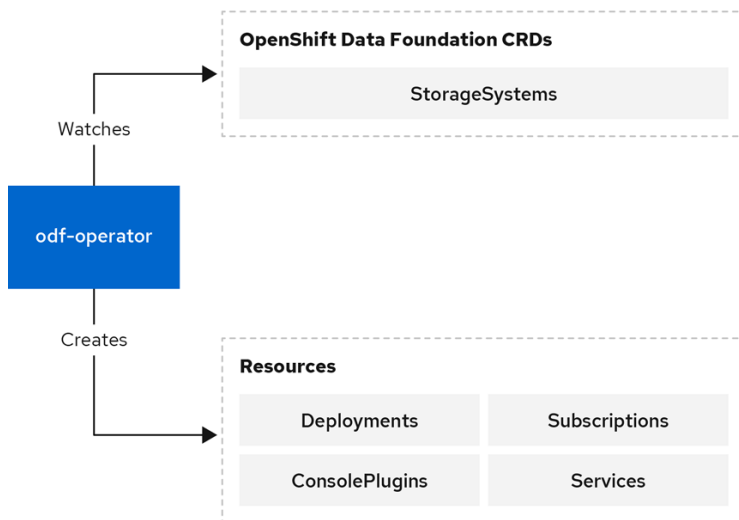 OpenShift Data Foundation CRDs
StorageSystems
Watches
odf-operator
Creates
Resources
Deployments
Subscriptions
ConsolePlugins
Services